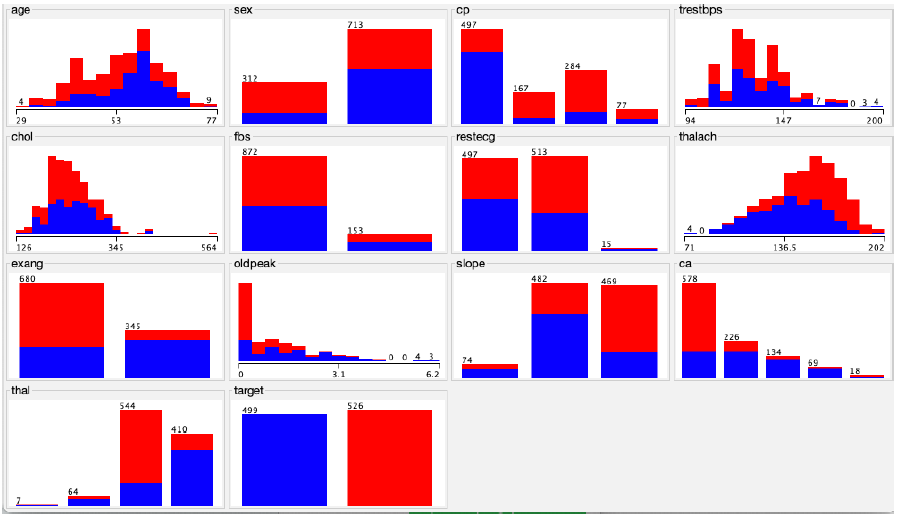 age
4 9
29 53 77
sex
312 713
cp
497 167 284 77
trestbps
7 0 3 4
94 147 200
chol
126 345 564
fbs
872 153
restecg
497 513 15
thalach
4 0
71 136.5 202
exang
680 345
oldpeak
0 0 4 3
0 3.1 6.2
slope
74 482 469
ca
578 226 134 69 18
thal
7 64 544 410
target
499 526